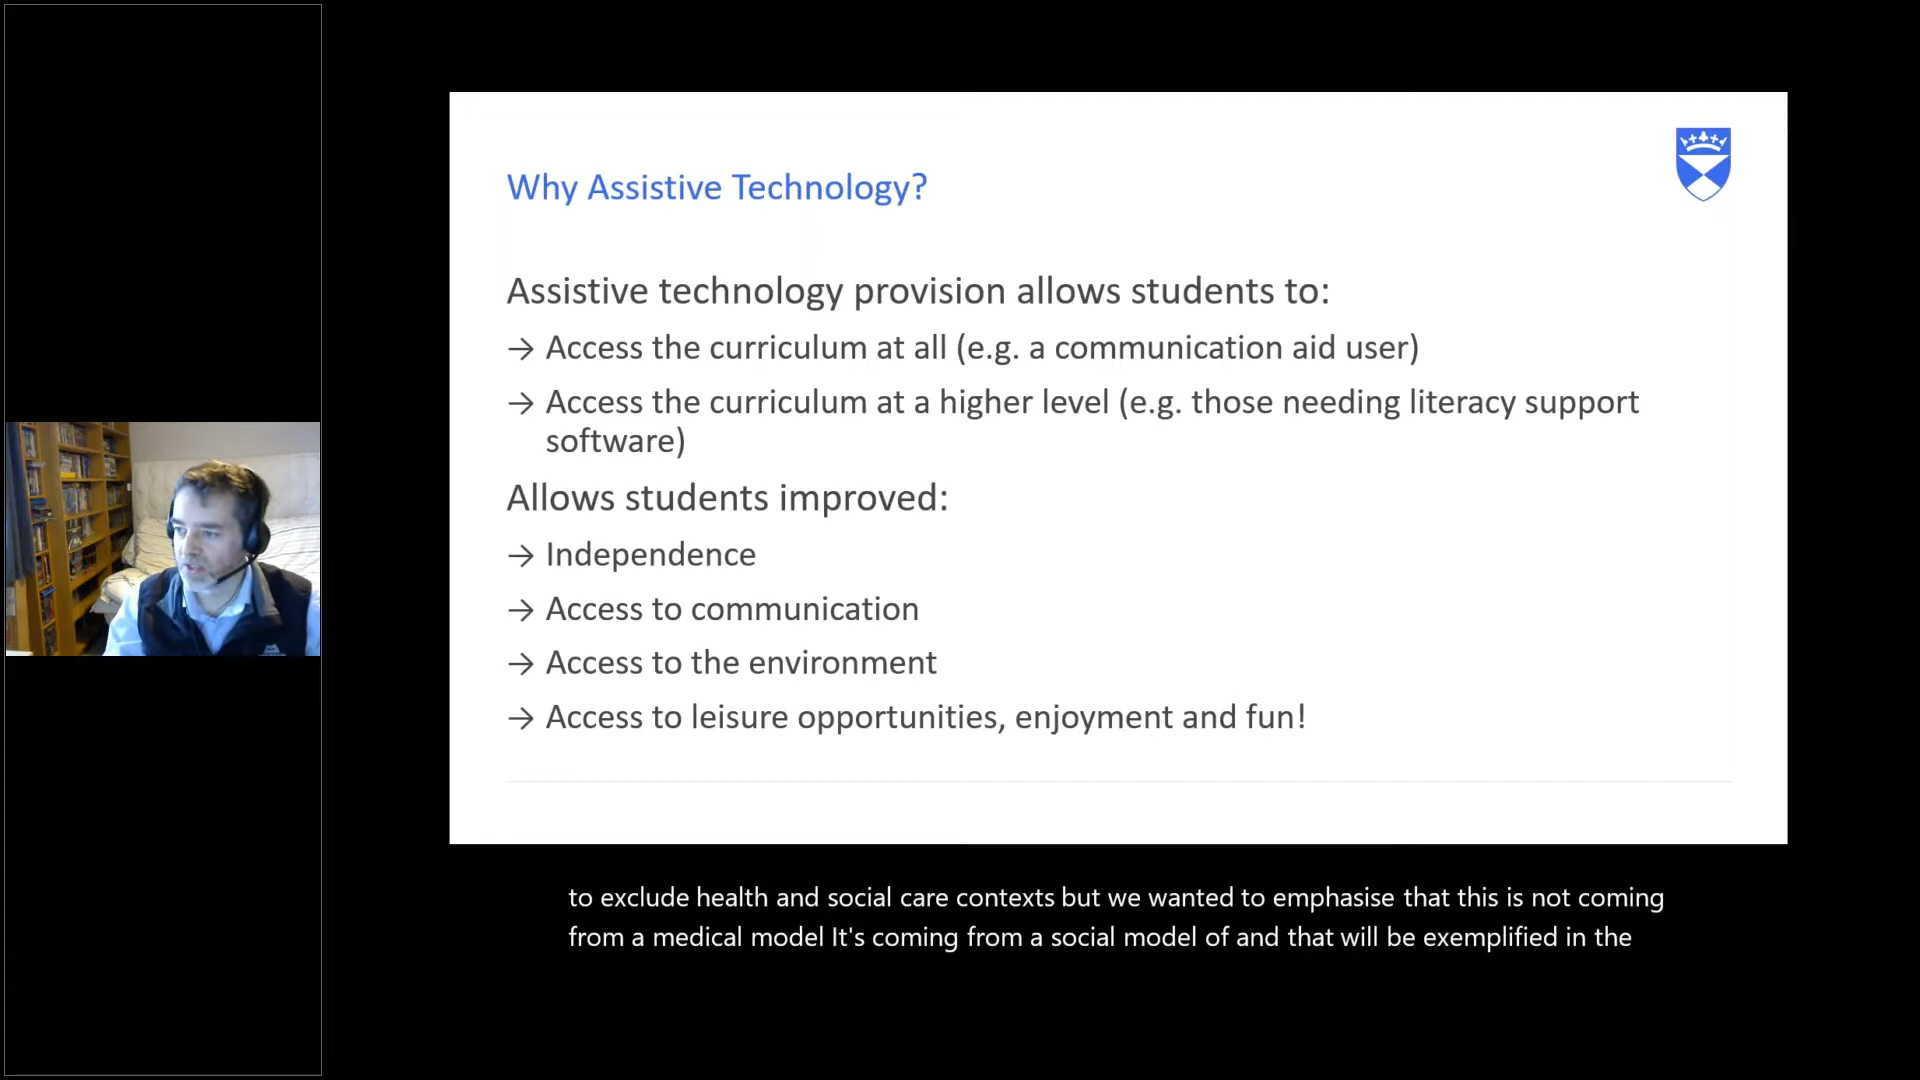 Why Assistive Technology?
Assistive technology provision allows students to:
→ Access the curriculum at all (e.g. a communication aid user)
→ Access the curriculum at a higher level (e.g. those needing literacy support
software)
Allows students improved:
→ Independence
→ Access to communication
→ Access to the environment
→ Access to leisure opportunities, enjoyment and fun!
to exclude health and social care contexts but we wanted to emphasise that this is not coming
from a medical model It's coming from a social model of and that will be exemplified in the